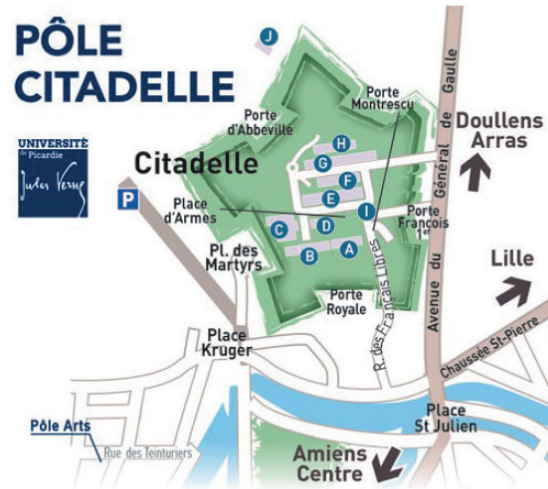 PÔLE
CITADELLE
UNIVERSITÉ
de Picardie
Jules Verne
J
Porte
Montrescu
Porte
d'Abbeville
Avenue du Général de Gaulle
Doullens
Arras
Citadelle
H
G
F
E
P
Place
d'Armes
I
Porte
François 1er
C
D
B
A
Pl. des
Martyrs
R. des Français Libres
Lille
Porte
Royale
Place
Kruger
Chaussée St-Pierre
Pôle Arts
Rue des Teinturiers
Place
St Julien
Amiens
Centre